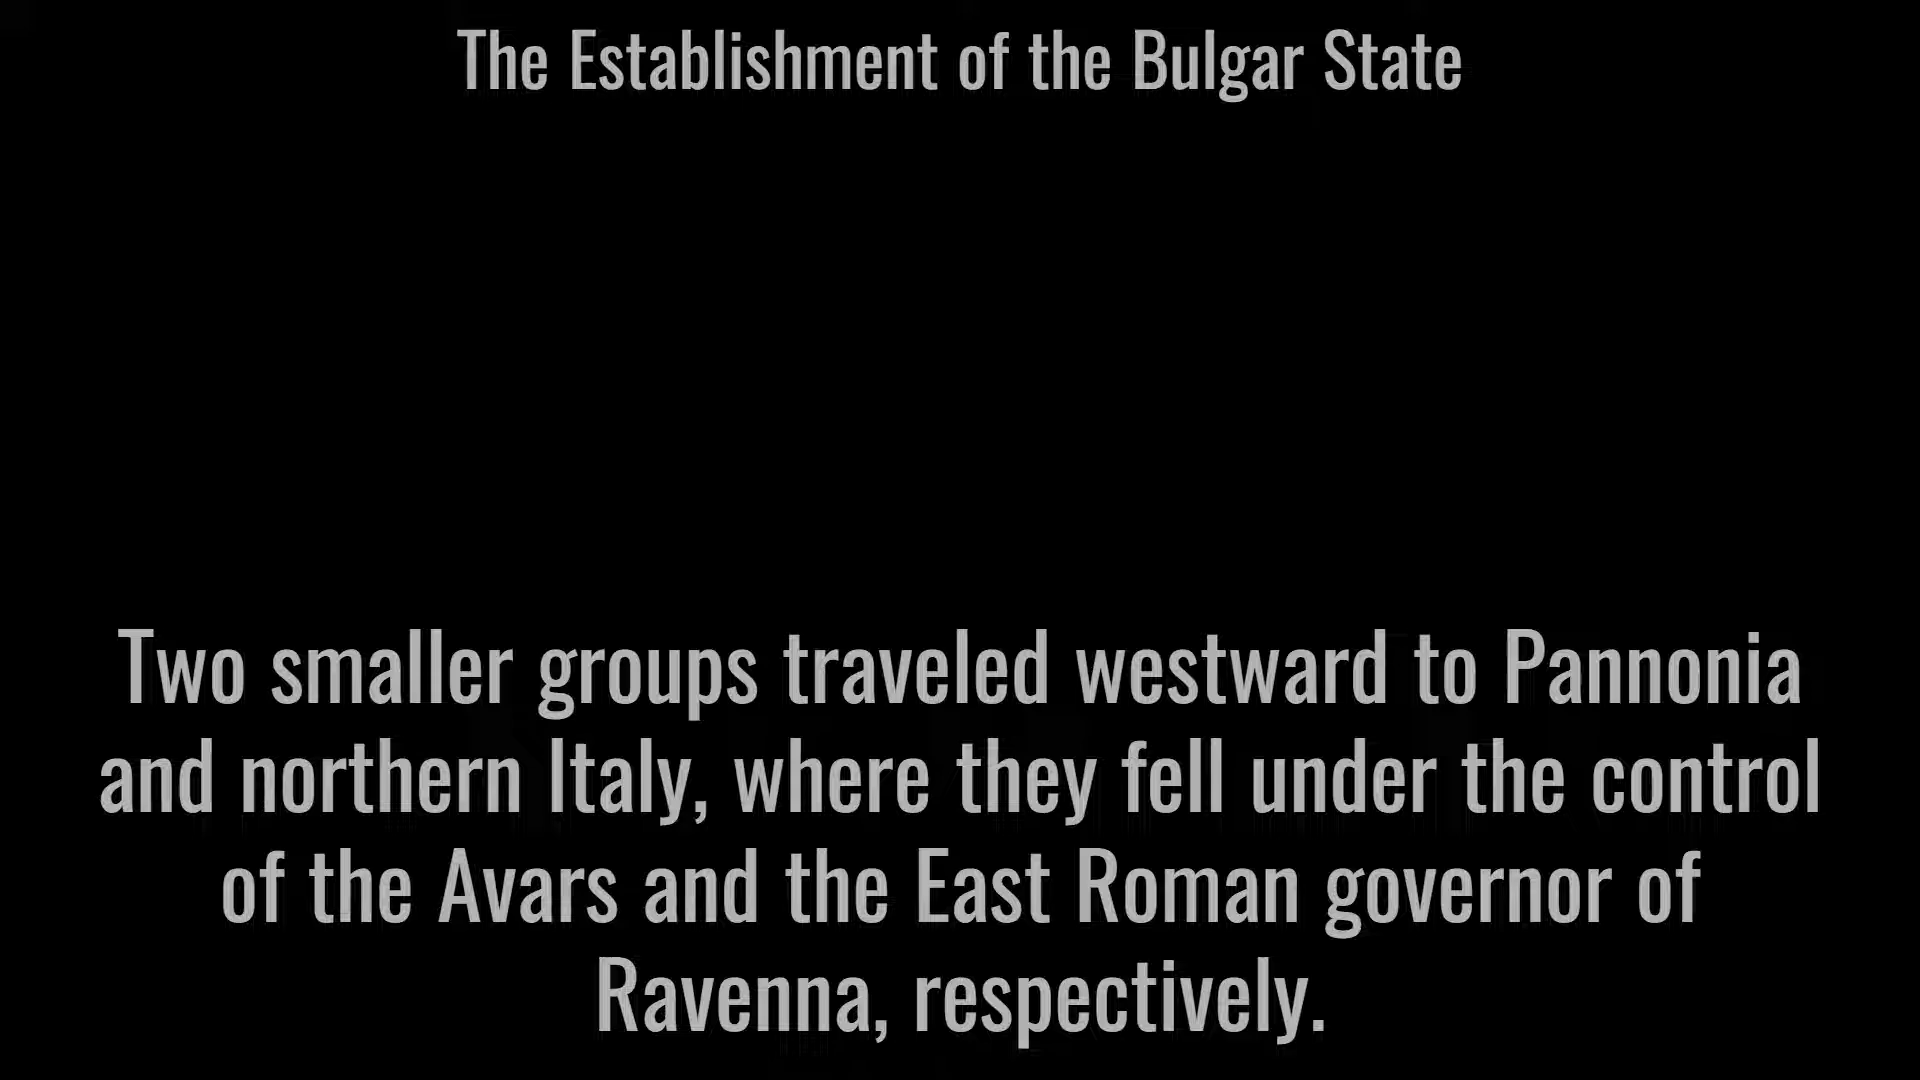 The Establishment of the Bulgar State
Two smaller groups traveled westward to Pannonia
and northern Italy, where they fell under the control
of the Avars and the East Roman governor of
Ravenna, respectively.